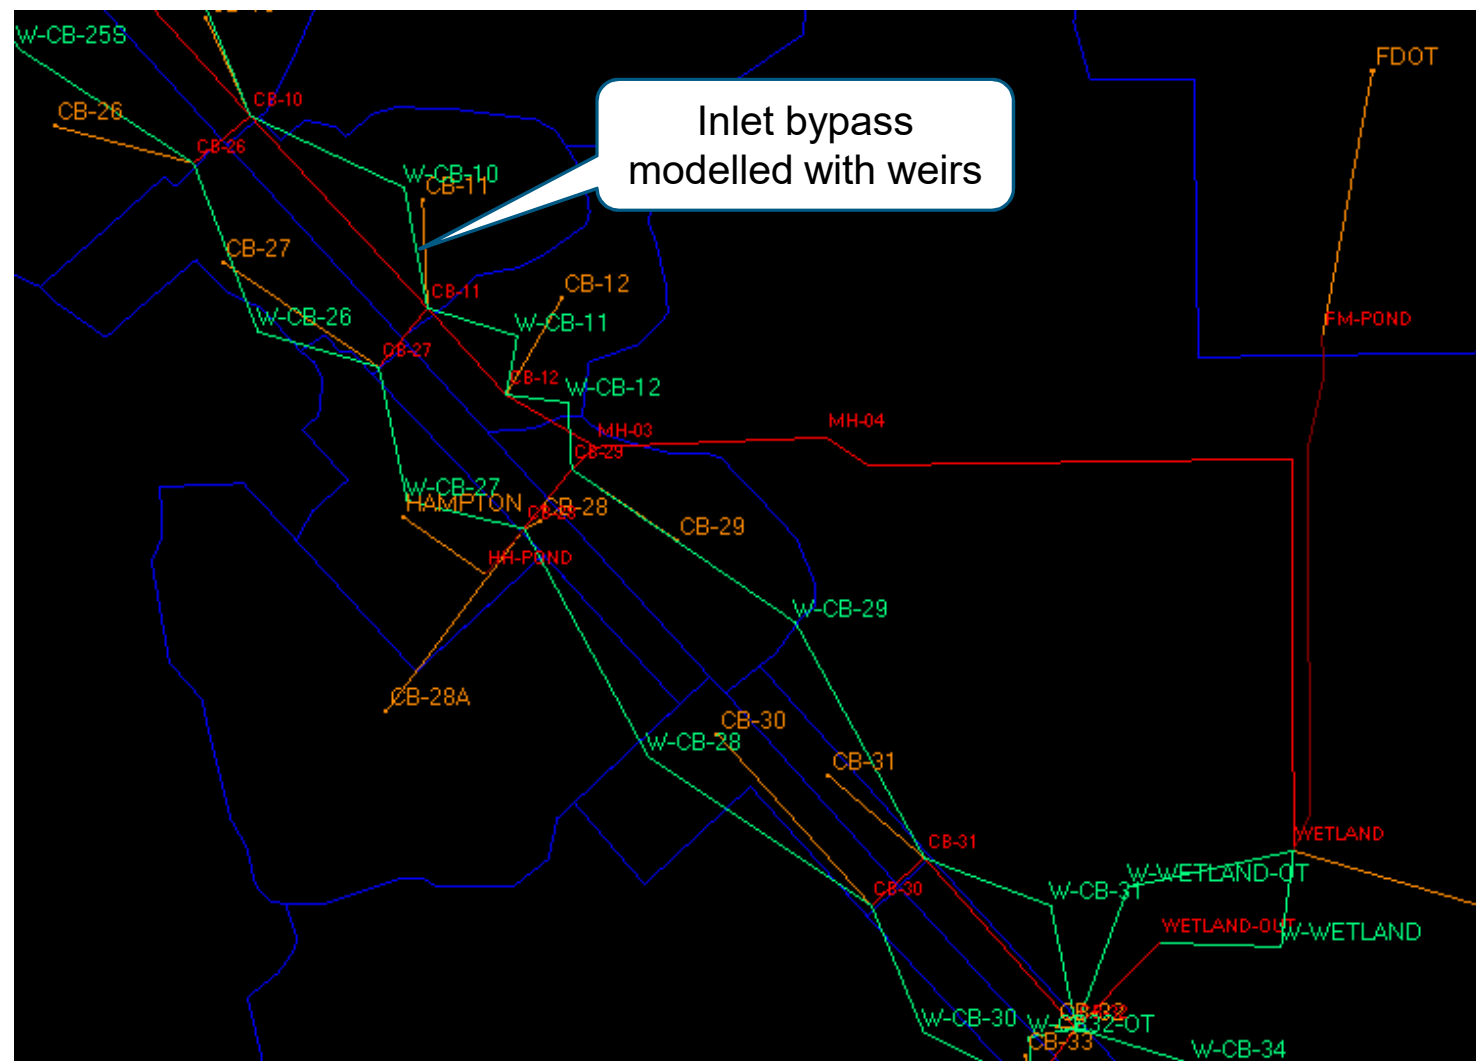 W-CB-25S
FDOT
CB-10
CB-26
Inlet bypass
modelled with weirs
CB-26
W-CB-10
CB-11
CB-27
CB-12
CB-11
W-CB-26
W-CB-11
FM-POND
CB-27
CB-12
W-CB-12
MH-04
MH-03
CB-29
W-CB-27
HAMPTON
CB-28
CB-28
CB-29
HH-POND
W-CB-29
CB-28A
CB-30
W-CB-28
CB-31
CB-31
WETLAND
W-WETLAND-OT
CB-30
W-CB-31
WETLAND-OUT
W-WETLAND
W-CB-30
W-CB32-OT
CB-33
W-CB-34